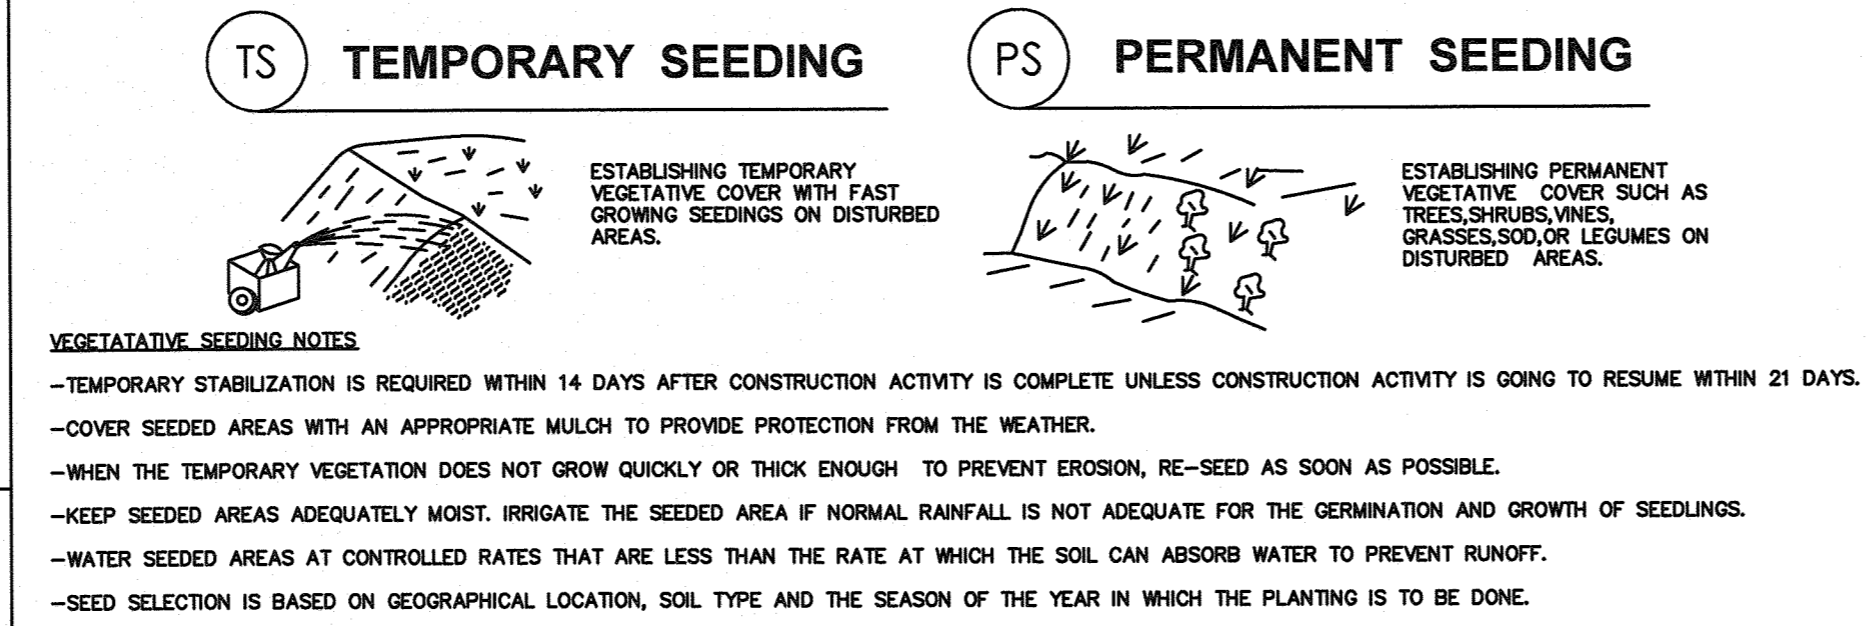 TS TEMPORARY SEEDING
ESTABLISHING TEMPORARY
VEGETATIVE COVER WITH FAST
GROWING SEEDINGS ON DISTURBED
AREAS.
PS PERMANENT SEEDING
ESTABLISHING PERMANENT
VEGETATIVE COVER SUCH AS
TREES,SHRUBS,VINES,
GRASSES,SOD,OR LEGUMES ON
DISTURBED AREAS.
VEGETATATIVE SEEDING NOTES
-TEMPORARY STABILIZATION IS REQUIRED WITHIN 14 DAYS AFTER CONSTRUCTION ACTIVITY IS COMPLETE UNLESS CONSTRUCTION ACTIVITY IS GOING TO RESUME WITHIN 21 DAYS.
-COVER SEEDED AREAS WITH AN APPROPRIATE MULCH TO PROVIDE PROTECTION FROM THE WEATHER.
-WHEN THE TEMPORARY VEGETATION DOES NOT GROW QUICKLY OR THICK ENOUGH TO PREVENT EROSION, RE-SEED AS SOON AS POSSIBLE.
-KEEP SEEDED AREAS ADEQUATELY MOIST. IRRIGATE THE SEEDED AREA IF NORMAL RAINFALL IS NOT ADEQUATE FOR THE GERMINATION AND GROWTH OF SEEDLINGS.
-WATER SEEDED AREAS AT CONTROLLED RATES THAT ARE LESS THAN THE RATE AT WHICH THE SOIL CAN ABSORB WATER TO PREVENT RUNOFF.
-SEED SELECTION IS BASED ON GEOGRAPHICAL LOCATION, SOIL TYPE AND THE SEASON OF THE YEAR IN WHICH THE PLANTING IS TO BE DONE.